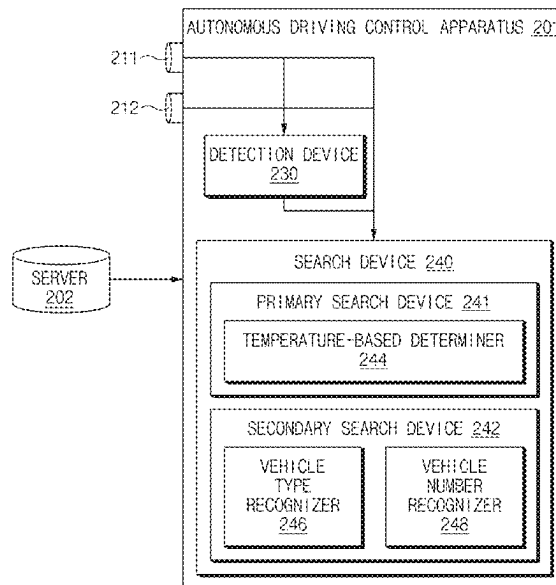 AUTONOMOUS DRIVING CONTROL APPARATUS 201
211
212
DETECTION DEVICE
230
SERVER
202
SEARCH DEVICE 240
PRIMARY SEARCH DEVICE 241
TEMPERATURE-BASED DETERMINER
244
SECONDARY SEARCH DEVICE 242
VEHICLE
TYPE
RECOGNIZER
246
VEHICLE
NUMBER
RECOGNIZER
248